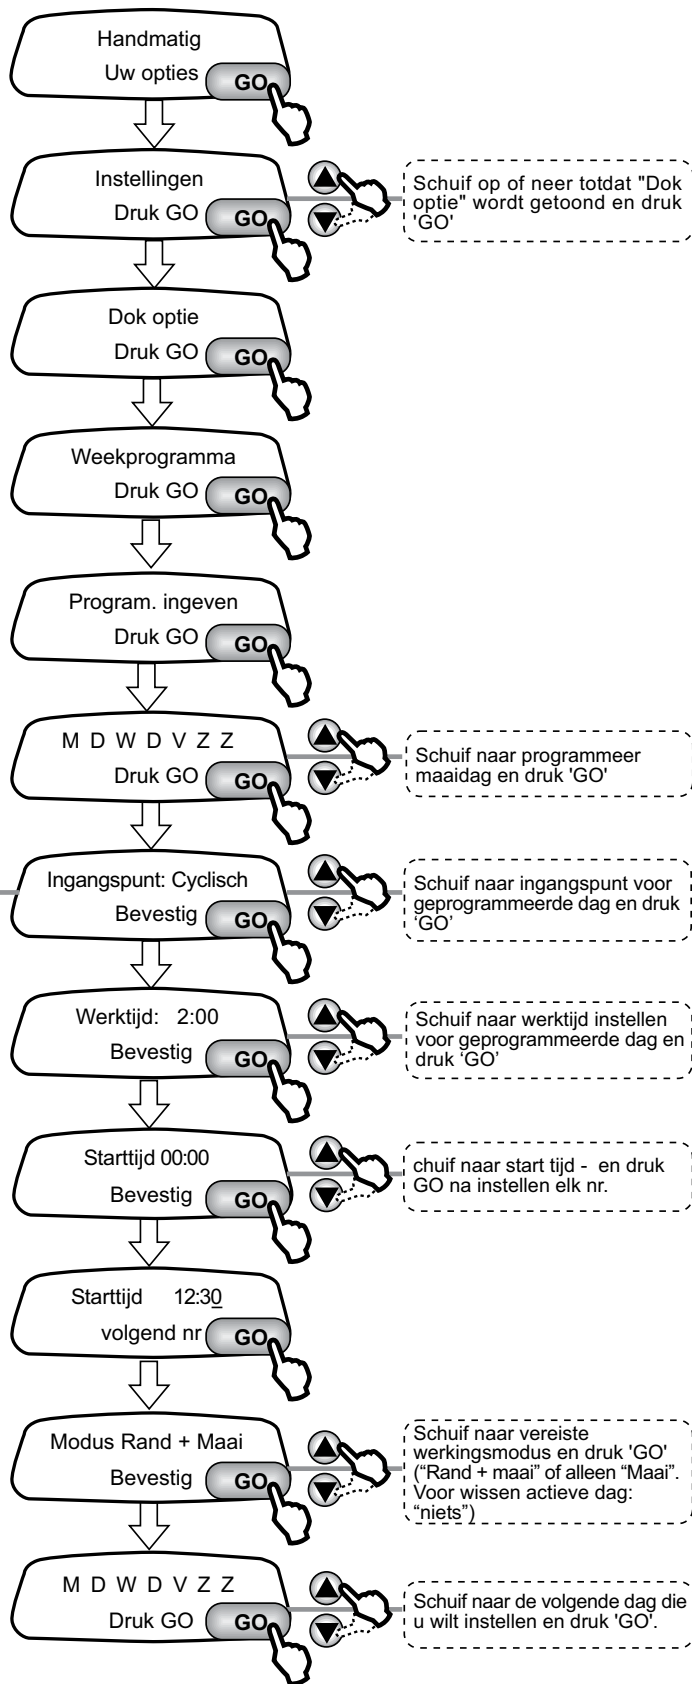 Handmatig
Uw opties GO
Instellingen
Druk GO GO
Schuif op of neer totdat "Dok
optie" wordt getoond en druk
'GO'
Dok optie
Druk GO GO
Weekprogramma
Druk GO GO
Program. ingeven
Druk GO GO
M D W D V Z Z
Druk GO GO
Schuif naar programmeer
maaidag en druk 'GO'
Ingangspunt: Cyclisch
Bevestig GO
Schuif naar ingangspunt voor
geprogrammeerde dag en druk
‘GO’
Werktijd: 2:00
Bevestig GO
Schuif naar werktijd instellen
voor geprogrammeerde dag en
druk ‘GO’
Starttijd 00:00
Bevestig GO
chuif naar start tijd - en druk
GO na instellen elk nr.
Starttijd 12:30
volgend nr GO
Modus Rand + Maai
Bevestig GO
Schuif naar vereiste
werkingsmodus en druk 'GO'
(“Rand + maai” of alleen “Maai”.
Voor wissen actieve dag:
“niets”)
M D W D V Z Z
Druk GO GO
Schuif naar de volgende dag die
u wilt instellen en druk 'GO'.